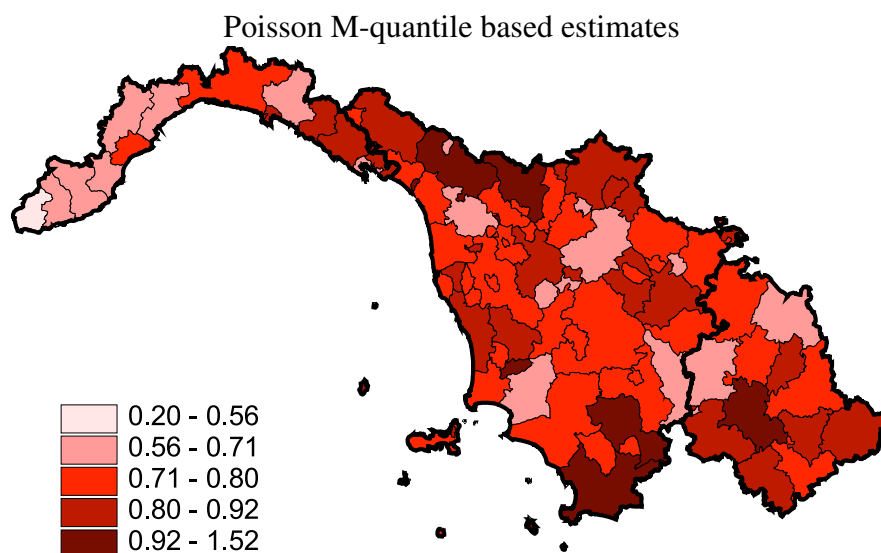 Poisson M-quantile based estimates
0.20 - 0.56
0.56 - 0.71
0.71 - 0.80
0.80 - 0.92
0.92 - 1.52